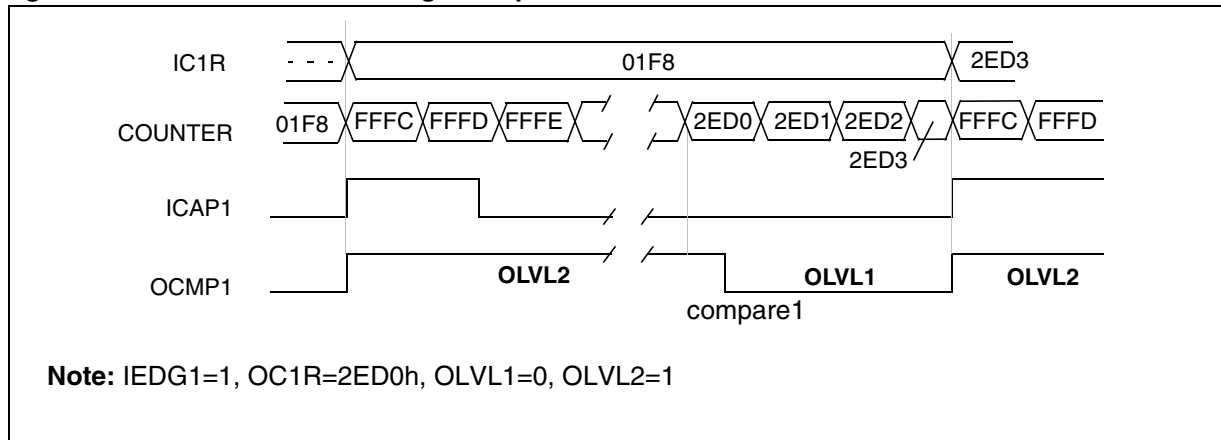 IC1R - - - 01F8 2ED3
COUNTER 01F8 FFFC FFFD FFFE 2ED0 2ED1 2ED2 FFFC FFFD
2ED3
ICAP1
OCMP1 OLVL2 OLVL1 OLVL2
compare1
Note: IEDG1=1, OC1R=2ED0h, OLVL1=0, OLVL2=1